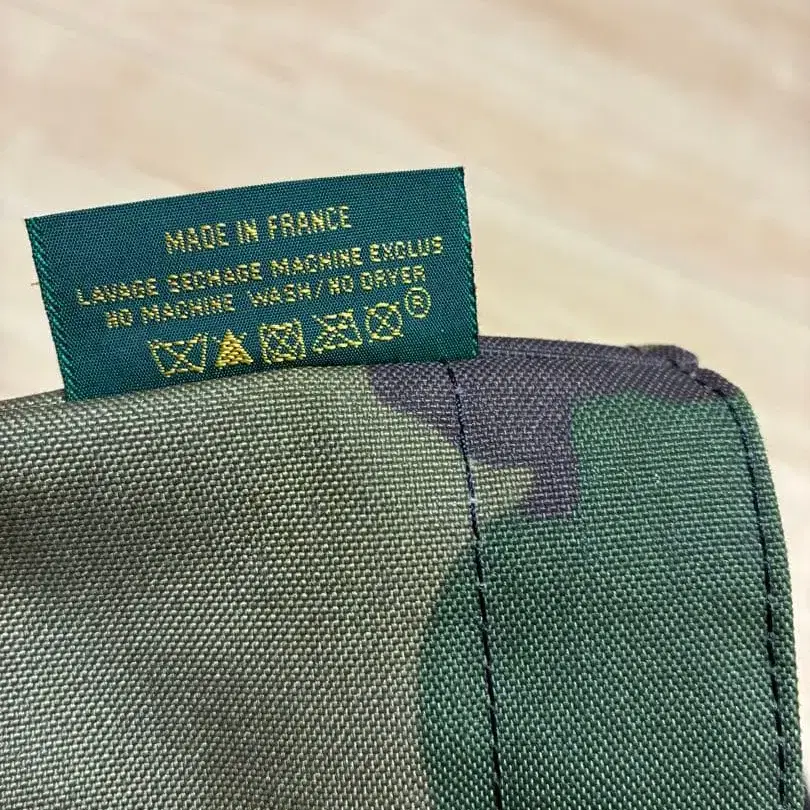 MADE IN FRANCE
LAVAGE SECHAGE MACHINE EXCLUS
NO MACHINE WASH/NO DRYER
®